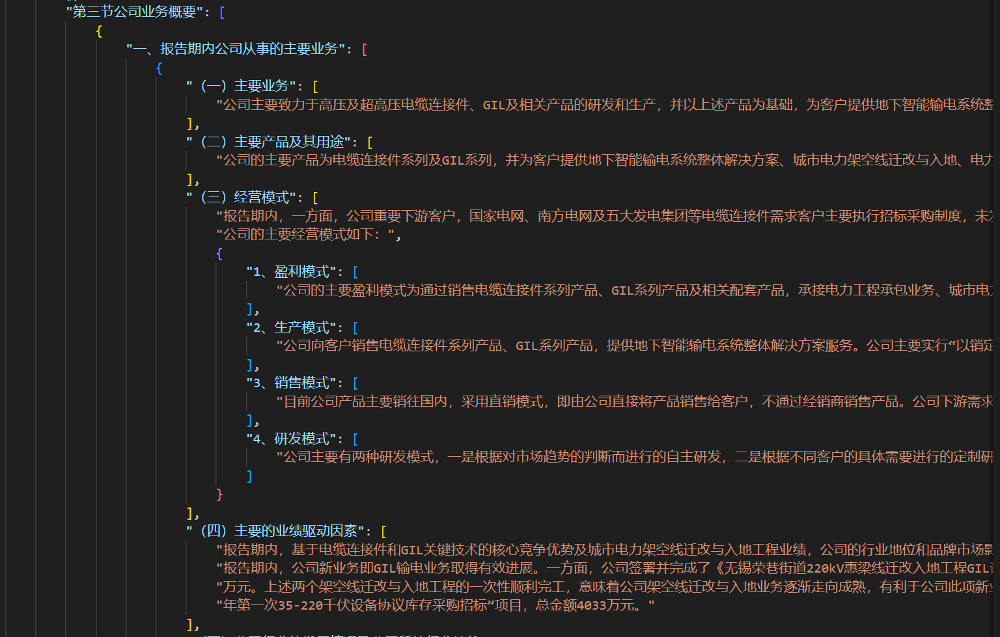 "第三节公司业务概要": [
{
"一、报告期内公司从事的主要业务": [
{
"（一）主要业务": [
"公司主要致力于高压及超高压电缆连接件、GIL及相关产品的研发和生产，并以上述产品为基础，为客户提供地下智能输电系统整
],
"（二）主要产品及其用途": [
"公司的主要产品为电缆连接件系列及GIL系列，并为客户提供地下智能输电系统整体解决方案、城市电力架空线迁改与入地、电力
],
"（三）经营模式": [
"报告期内，一方面，公司重要下游客户，国家电网、南方电网及五大发电集团等电缆连接件需求客户主要执行招标采购制度，未发
"公司的主要经营模式如下：",
{
"1、盈利模式": [
"公司的主要盈利模式为通过销售电缆连接件系列产品、GIL系列产品及相关配套产品，承接电力工程承包业务、城市电力
],
"2、生产模式": [
"公司向客户销售电缆连接件系列产品、GIL系列产品，提供地下智能输电系统整体解决方案服务。公司主要实行“以销定
],
"3、销售模式": [
"目前公司产品主要销往国内，采用直销模式，即由公司直接将产品销售给客户，不通过经销商销售产品。公司下游需求
],
"4、研发模式": [
"公司主要有两种研发模式，一是根据对市场趋势的判断而进行的自主研发，二是根据不同客户的具体需要进行的定制研
]
}
],
"（四）主要的业绩驱动因素": [
"报告期内，基于电缆连接件和GIL关键技术的核心竞争优势及城市电力架空线迁改与入地工程业绩，公司的行业地位和品牌市场影
"报告期内，公司新业务即GIL输电业务取得有效进展。一方面，公司签署并完成了《无锡荣巷街道220kV惠梁线迁改入地工程GIL设
"万元。上述两个架空线迁改与入地工程的一次性顺利完工，意味着公司架空线迁改与入地业务逐渐走向成熟，有利于公司此项新业
"年第一次35-220千伏设备协议库存采购招标”项目，总金额4033万元。"
],